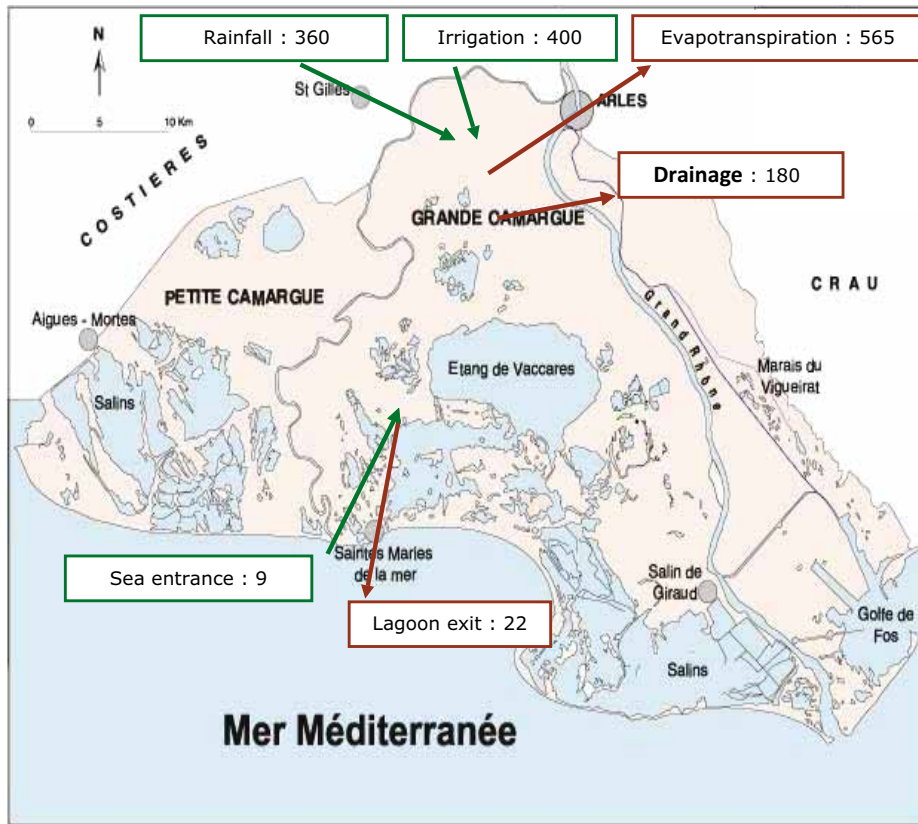 Rainfall : 360
Irrigation : 400
Evapotranspiration : 565
N
St Gilles
ARLES
0 5 10 Km
COSTIERES
Drainage : 180
GRANDE CAMARGUE
CRAU
PETITE CAMARGUE
Grand Rhône
Aigues - Mortes
Etang de Vaccares
Marais du
Vigueirat
Salins
Sea entrance : 9
Saintes Maries
de la mer
Salin de
Giraud
Lagoon exit : 22
Golfe de
Fos
Salins
Mer Méditerranée